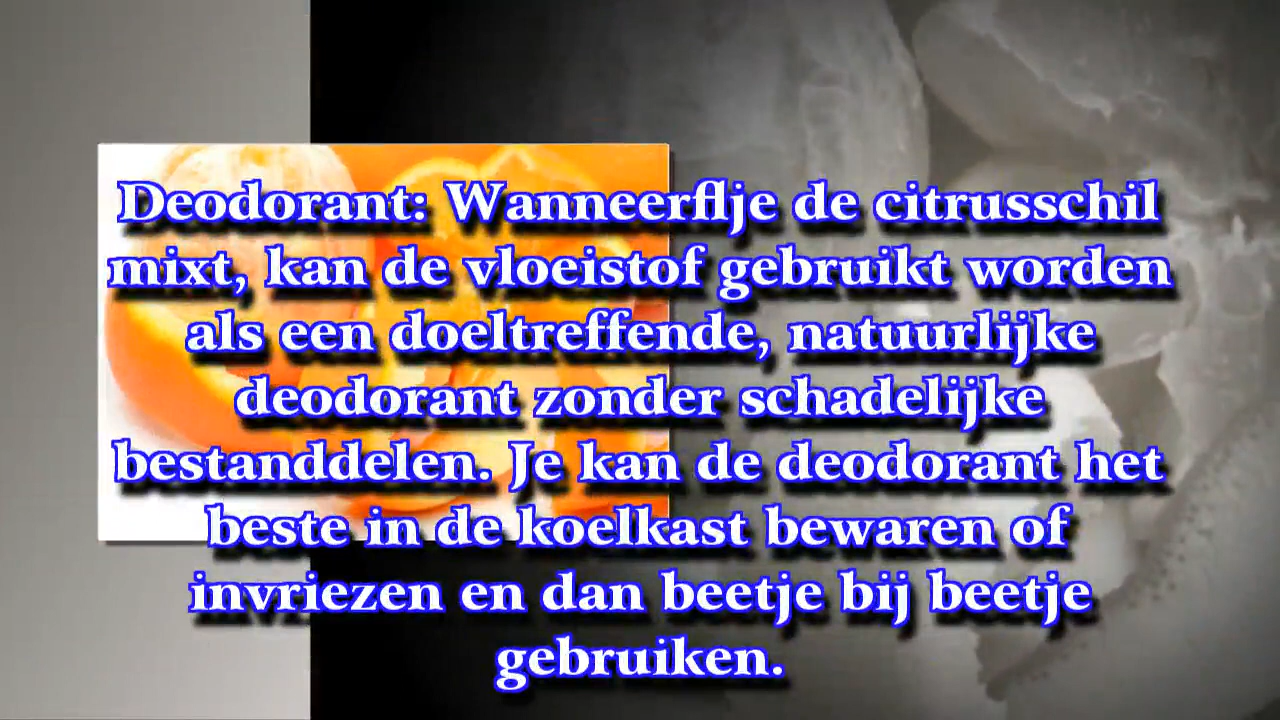 Deodorant: Wanneerflje de citrusschil
mixt, kan de vloeistof gebruikt worden
als een doeltreffende, natuurlijke
deodorant zonder schadelijke
bestanddelen. Je kan de deodorant het
beste in de koelkast bewaren of
invriezen en dan beetje bij beetje
gebruiken.